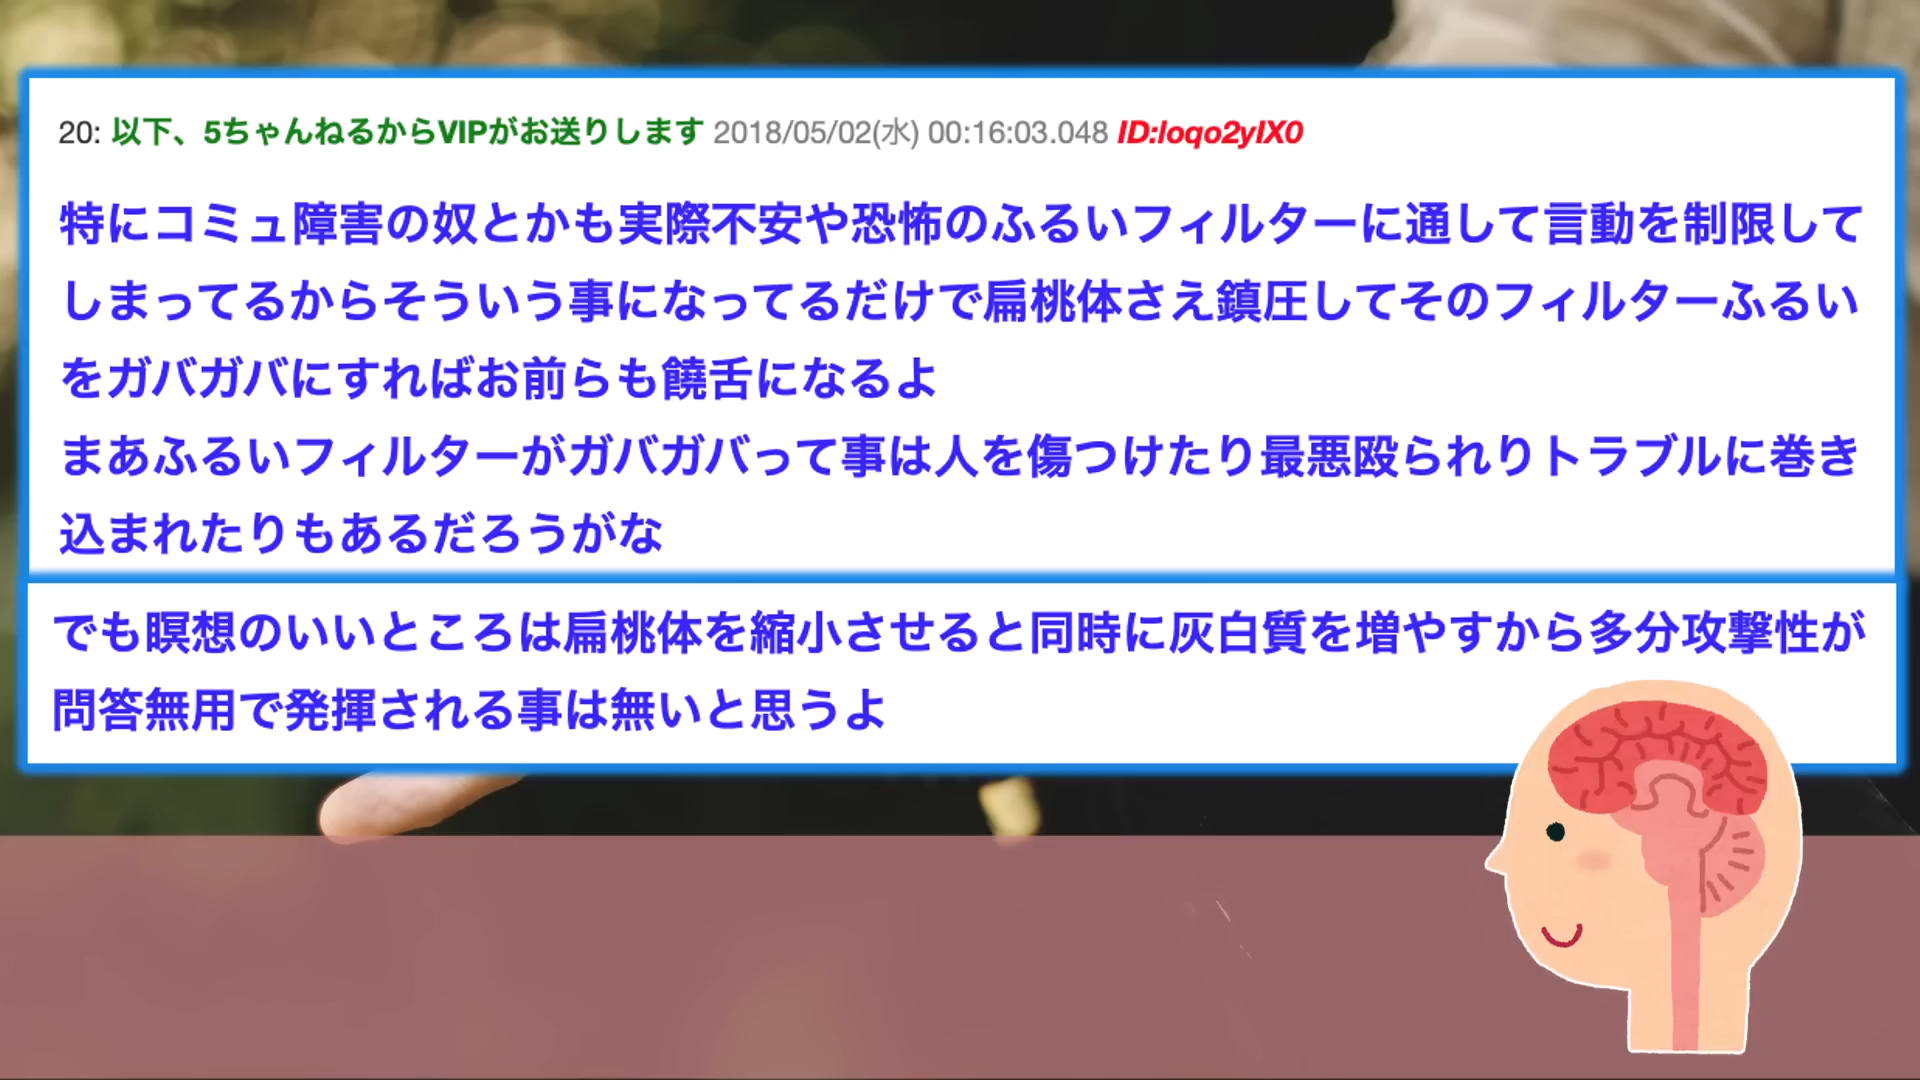 20: 以下、5ちゃんねるからVIPがお送りします 2018/05/02(水) 00:16:03.048 ID:loqo2yIX0
特にコミュ障害の奴とかも実際不安や恐怖のふるいフィルターに通して言動を制限して
しまってるからそういう事になってるだけで扁桃体さえ鎮圧してそのフィルターふるい
をガバガバにすればお前らも饒舌になるよ
まあふるいフィルターがガバガバって事は人を傷つけたり最悪殴られりトラブルに巻き
込まれたりもあるだろうがな
でも瞑想のいいところは扁桃体を縮小させると同時に灰白質を増やすから多分攻撃性が
問答無用で発揮される事は無いと思うよ